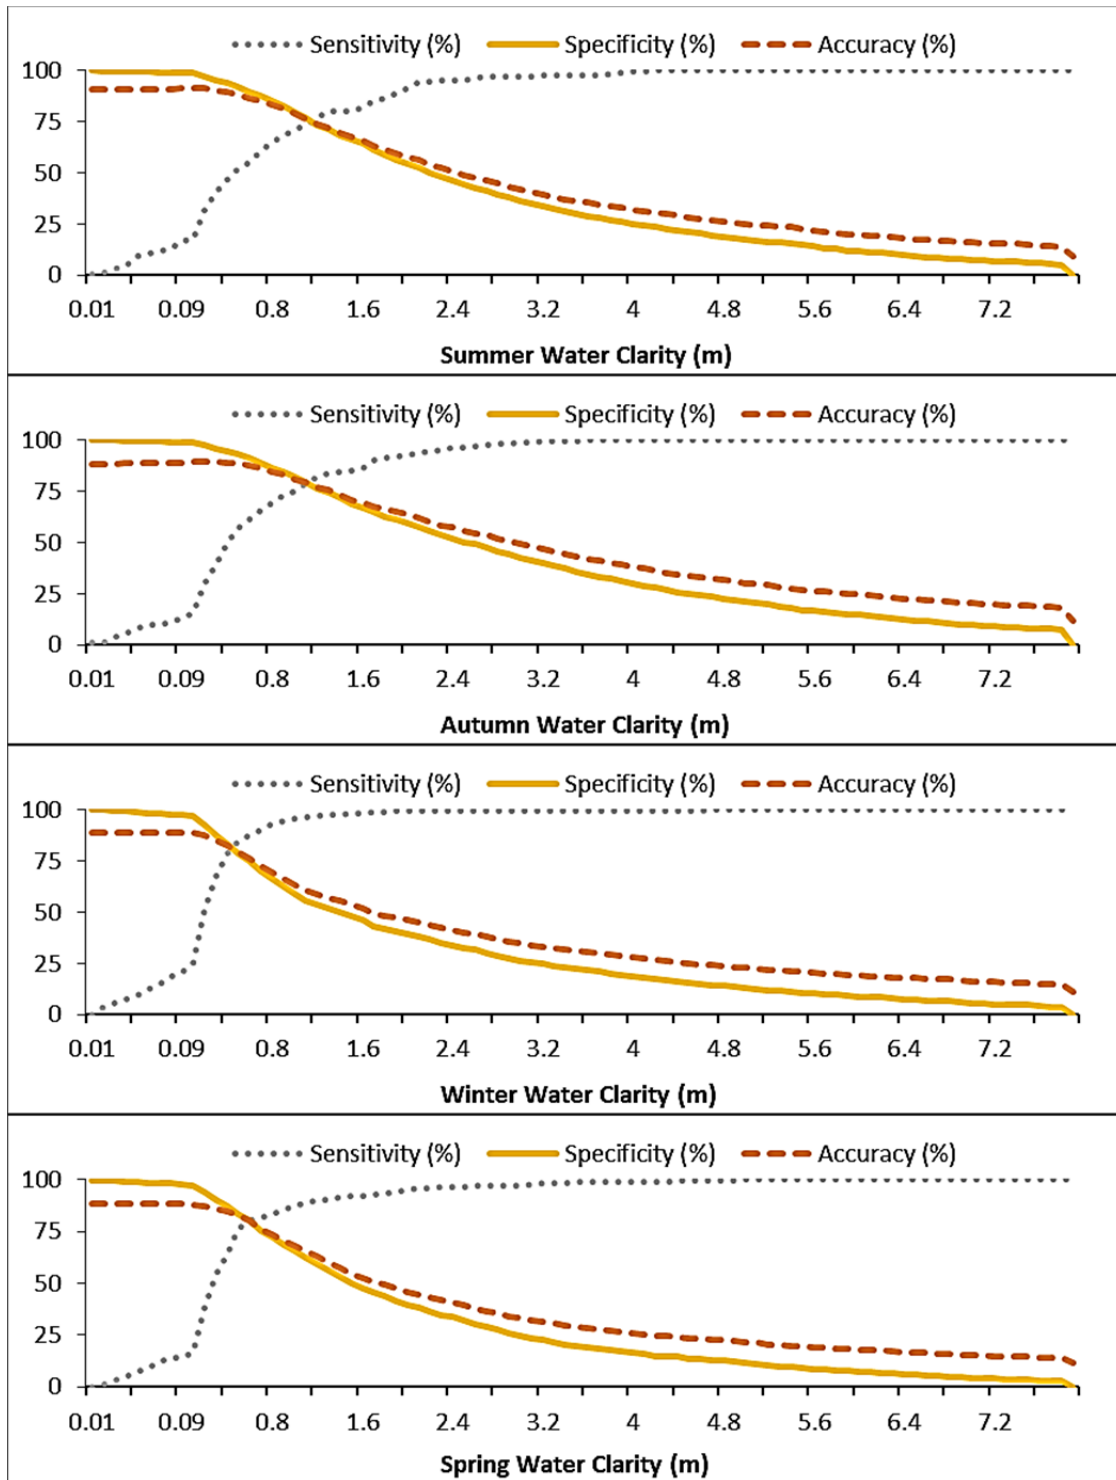 Sensitivity (%) Specificity (%) Accuracy (%)
100
75
50
25
0
0.01 0.09 0.8 1.6 2.4 3.2 4 4.8 5.6 6.4 7.2
Summer Water Clarity (m)
Sensitivity (%) Specificity (%) Accuracy (%)
100
75
50
25
0
0.01 0.09 0.8 1.6 2.4 3.2 4 4.8 5.6 6.4 7.2
Autumn Water Clarity (m)
Sensitivity (%) Specificity (%) Accuracy (%)
100
75
50
25
0
0.01 0.09 0.8 1.6 2.4 3.2 4 4.8 5.6 6.4 7.2
Winter Water Clarity (m)
Sensitivity (%) Specificity (%) Accuracy (%)
100
75
50
25
0
0.01 0.09 0.8 1.6 2.4 3.2 4 4.8 5.6 6.4 7.2
Spring Water Clarity (m)